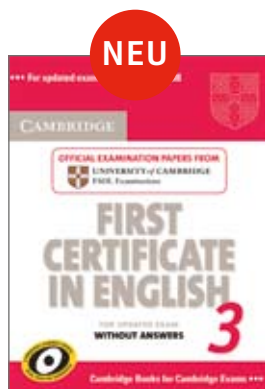 NEU
For updated exam
CAMBRIDGE
OFFICIAL EXAMINATION PAPERS FROM
UNIVERSITY of CAMBRIDGE
ESOL Examinations
FIRST
CERTIFICATE
IN ENGLISH
FOR UPDATED EXAM
WITHOUT ANSWERS
3
Cambridge Books for Cambridge Exams